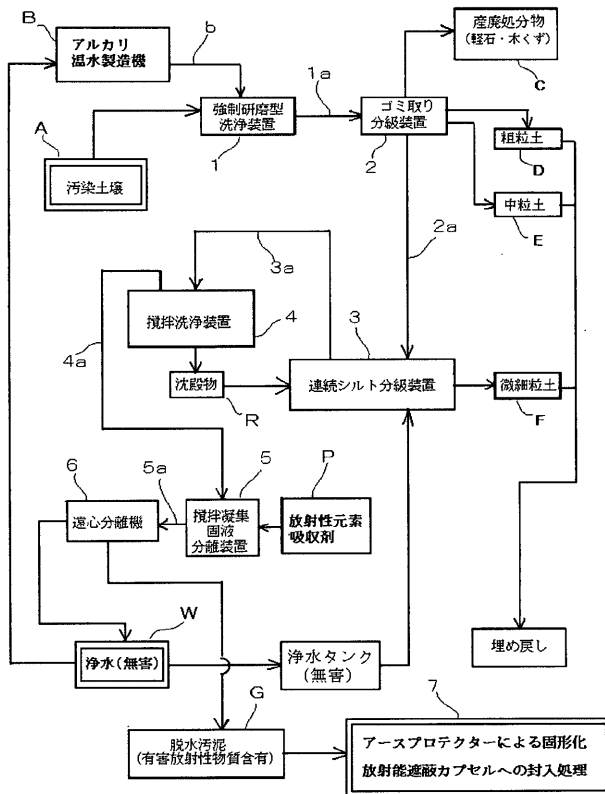 B
アルカリ
温水製造機
b
産廃処分物
(軽石・木くず)
C
1a
強制研磨型
洗浄装置
1
ゴミ取り
分級装置
2
A
汚染土壌
粗粒土
D
中粒土
E
2a
3a
撹拌洗浄装置
4
4a
3
沈殿物
R
連続シルト分級装置
微細粒土
F
6
5a
5
P
遠心分離機
撹拌凝集
固液
分離装置
放射性元素
吸収剤
W
浄水(無害)
浄水タンク
(無害)
埋め戻し
G
脱水汚泥
(有害放射性物質含有)
7
アースプロテクターによる固形化
放射能遮蔽カプセルへの封入処理